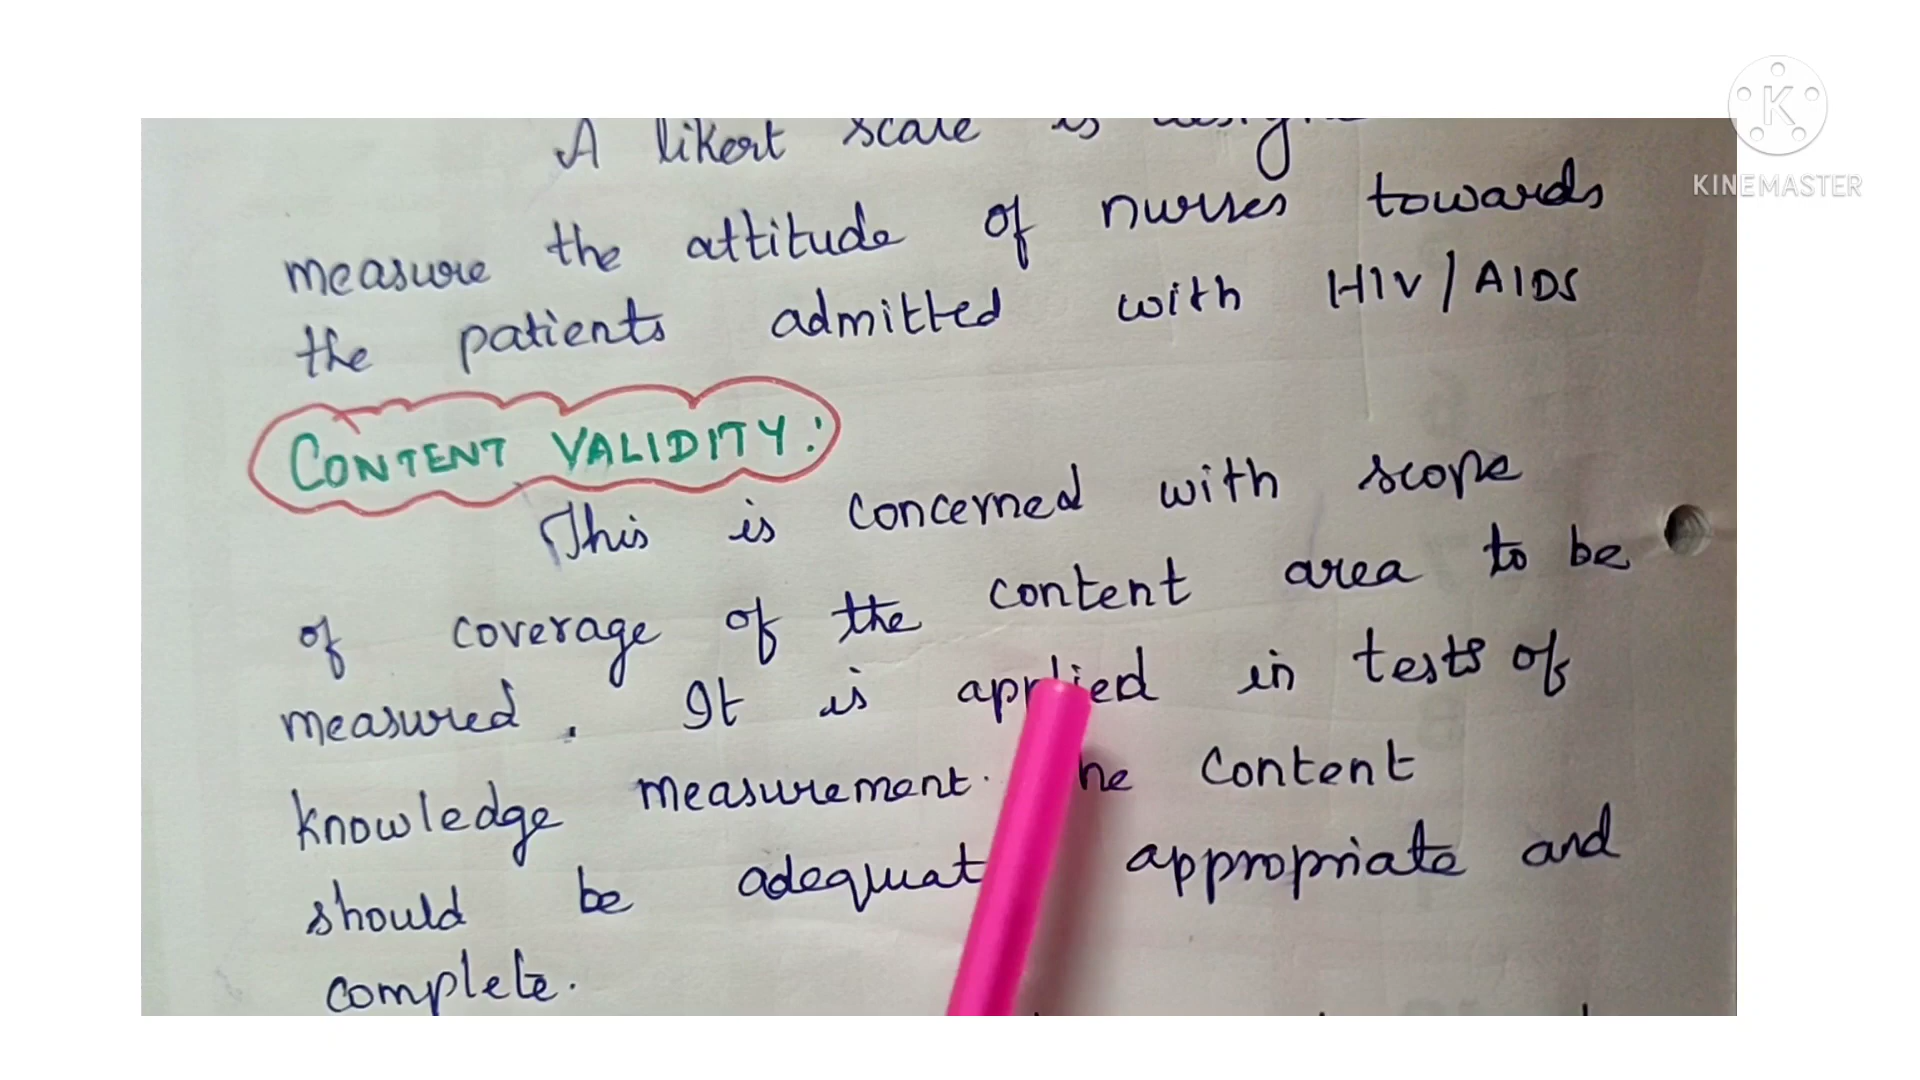 A likert scale is
measure the attitude of nurses towards
the patients admitted with HIV/AIDS
CONTENT VALIDITY:
This is concerned with scope
of coverage of the content area to be
measured. It is applied in tests of
knowledge measurement. content
should be adequat appropriate and
complete.
KINEMASTER